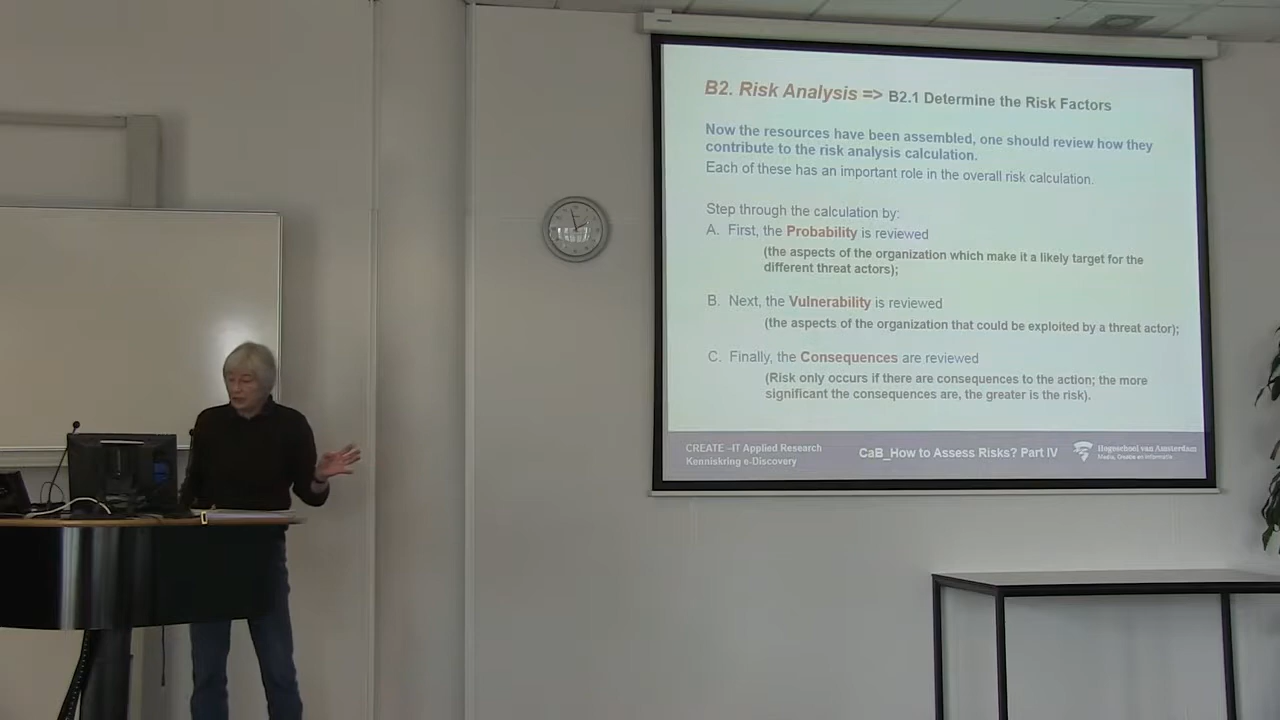 B2. Risk Analysis => B2.1 Determine the Risk Factors
Now the resources have been assembled, one should review how they
contribute to the risk analysis calculation.
Each of these has an important role in the overall risk calculation.
Step through the calculation by:
A. First, the Probability is reviewed
(the aspects of the organization which make it a likely target for the
different threat actors);
B. Next, the Vulnerability is reviewed
(the aspects of the organization that could be exploited by a threat actor);
C. Finally, the Consequences are reviewed
(Risk only occurs if there are consequences to the action; the more
significant the consequences are, the greater is the risk).
CREATE –IT Applied Research
Kenniskring e-Discovery
CaB_How to Assess Risks? Part IV
Hogeschool van Amsterdam
Media, Creatie en Informatie